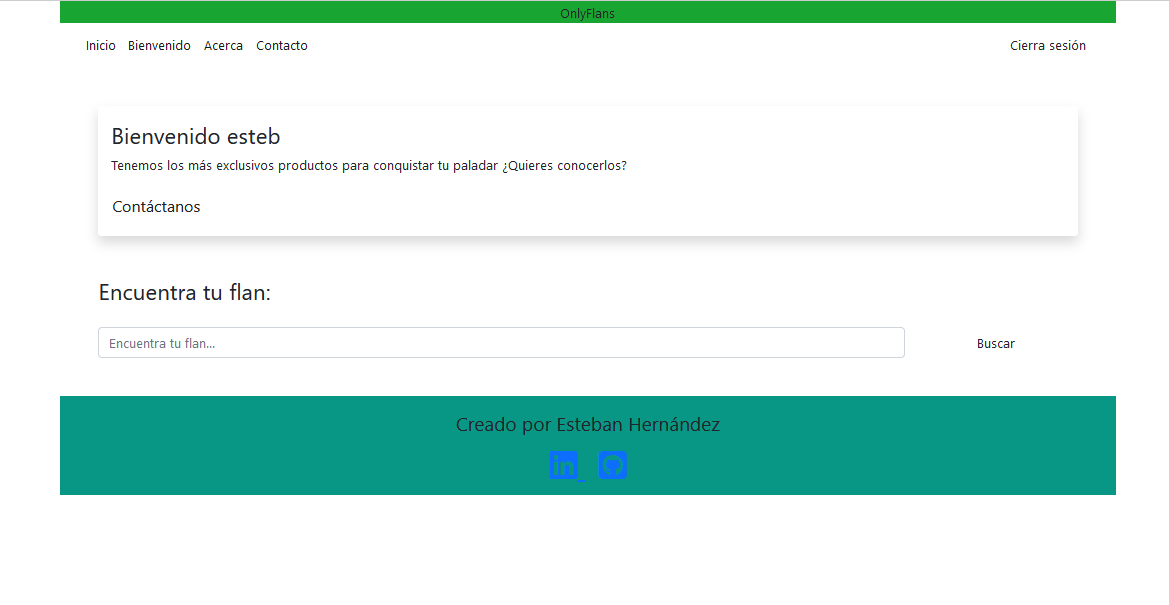 OnlyFlans
Inicio Bienvenido Acerca Contacto Cierra sesión
Bienvenido esteb
Tenemos los más exclusivos productos para conquistar tu paladar ¿Quieres conocerlos?
Contáctanos
Encuentra tu flan:
Encuentra tu flan... Buscar
Creado por Esteban Hernández
in